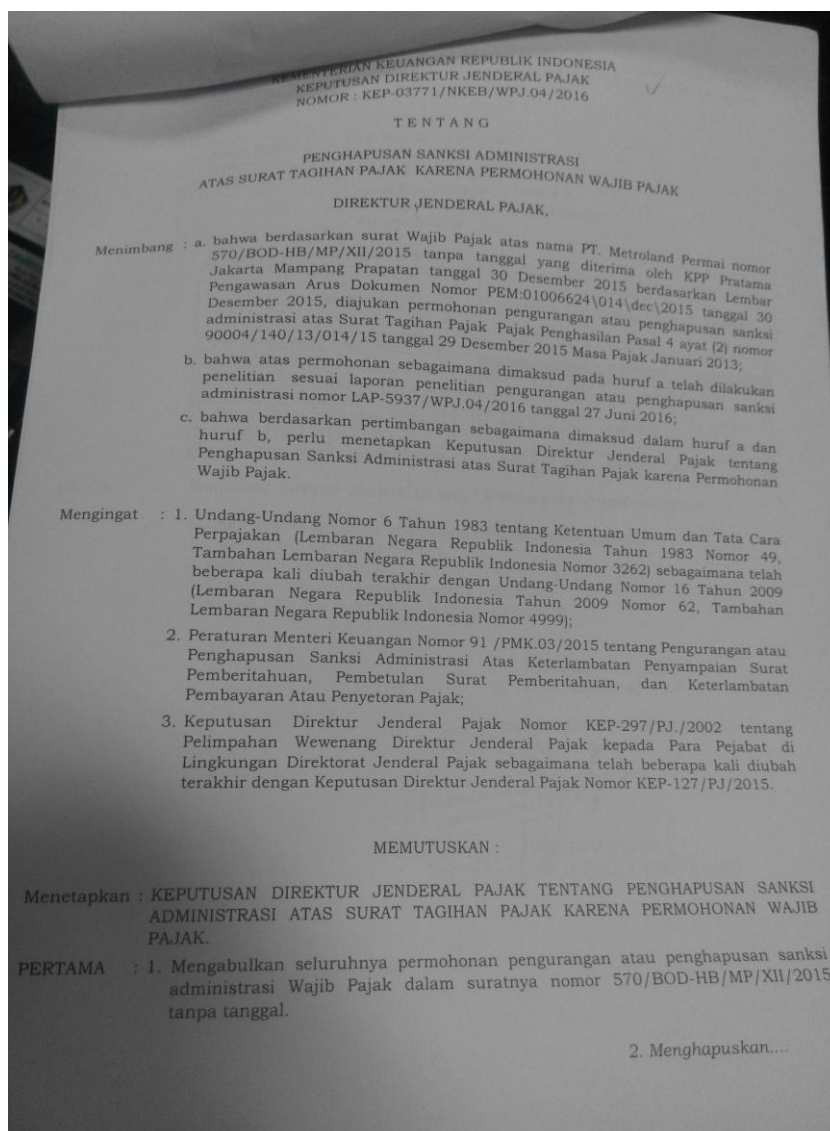 KEMENTERIAN KEUANGAN REPUBLIK INDONESIA
KEPUTUSAN DIREKTUR JENDERAL PAJAK
NOMOR : KEP-03771/NKEB/WPJ.04/2016
TENTANG
PENGHAPUSAN SANKSI ADMINISTRASI
ATAS SURAT TAGIHAN PAJAK KARENA PERMOHONAN WAJIB PAJAK
DIREKTUR JENDERAL PAJAK,
Menimbang : a. bahwa berdasarkan surat Wajib Pajak atas nama PT. Metroland Permai nomor
570/BOD-HB/MP/XII/2015 tanpa tanggal yang diterima oleh KPP Pratama
Jakarta Mampang Prapatan tanggal 30 Desember 2015 berdasarkan Lembar
Pengawasan Arus Dokumen Nomor PEM:01006624\014\dec\2015 tanggal 30
Desember 2015, diajukan permohonan pengurangan atau penghapusan sanksi
administrasi atas Surat Tagihan Pajak Pajak Penghasilan Pasal 4 ayat (2) nomor
90004/140/13/014/15 tanggal 29 Desember 2015 Masa Pajak Januari 2013;
b. bahwa atas permohonan sebagaimana dimaksud pada huruf a telah dilakukan
penelitian sesuai laporan penelitian pengurangan atau penghapusan sanksi
administrasi nomor LAP-5937/WPJ.04/2016 tanggal 27 Juni 2016;
c. bahwa berdasarkan pertimbangan sebagaimana dimaksud dalam huruf a dan
huruf b, perlu menetapkan Keputusan Direktur Jenderal Pajak tentang
Penghapusan Sanksi Administrasi atas Surat Tagihan Pajak karena Permohonan
Wajib Pajak.
Mengingat : 1. Undang-Undang Nomor 6 Tahun 1983 tentang Ketentuan Umum dan Tata Cara
Perpajakan (Lembaran Negara Republik Indonesia Tahun 1983 Nomor 49,
Tambahan Lembaran Negara Republik Indonesia Nomor 3262) sebagaimana telah
beberapa kali diubah terakhir dengan Undang-Undang Nomor 16 Tahun 2009
(Lembaran Negara Republik Indonesia Tahun 2009 Nomor 62, Tambahan
Lembaran Negara Republik Indonesia Nomor 4999);
2. Peraturan Menteri Keuangan Nomor 91 /PMK.03/2015 tentang Pengurangan atau
Penghapusan Sanksi Administrasi Atas Keterlambatan Penyampaian Surat
Pemberitahuan, Pembetulan Surat Pemberitahuan, dan Keterlambatan
Pembayaran Atau Penyetoran Pajak;
3. Keputusan Direktur Jenderal Pajak Nomor KEP-297/PJ./2002 tentang
Pelimpahan Wewenang Direktur Jenderal Pajak kepada Para Pejabat di
Lingkungan Direktorat Jenderal Pajak sebagaimana telah beberapa kali diubah
terakhir dengan Keputusan Direktur Jenderal Pajak Nomor KEP-127/PJ/2015.
MEMUTUSKAN :
Menetapkan : KEPUTUSAN DIREKTUR JENDERAL PAJAK TENTANG PENGHAPUSAN SANKSI
ADMINISTRASI ATAS SURAT TAGIHAN PAJAK KARENA PERMOHONAN WAJIB
PAJAK.
PERTAMA : 1. Mengabulkan seluruhnya permohonan pengurangan atau penghapusan sanksi
administrasi Wajib Pajak dalam suratnya nomor 570/BOD-HB/MP/XII/2015
tanpa tanggal.
2. Menghapuskan....